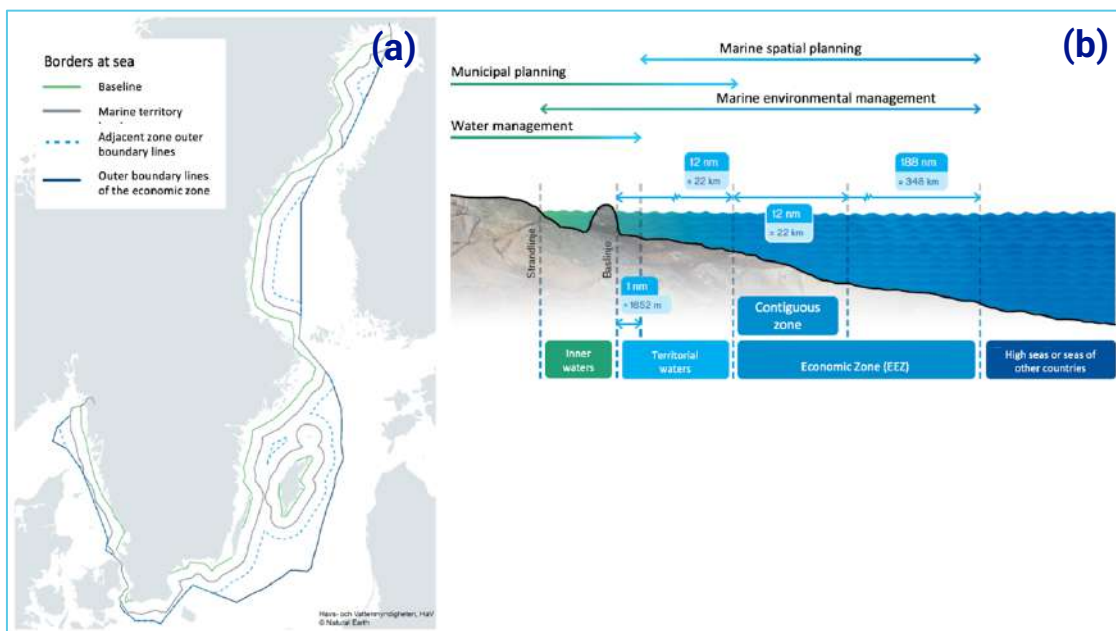 (a)
Borders at sea
Baseline
Marine territory
Adjacent zone outer
boundary lines
Outer boundary lines
of the economic zone
Havs- och Vattenmyndigheten, HaV
© Natural Earth
(b)
Marine spatial planning
Municipal planning
Marine environmental management
Water management
12 nm
≈ 22 km
188 nm
≈ 348 km
12 nm
≈ 22 km
Strandlinje
Baslinje
1 nm
≈ 1852 m
Contiguous
zone
Inner
waters
Territorial
waters
Economic Zone (EEZ)
High seas or seas of
other countries